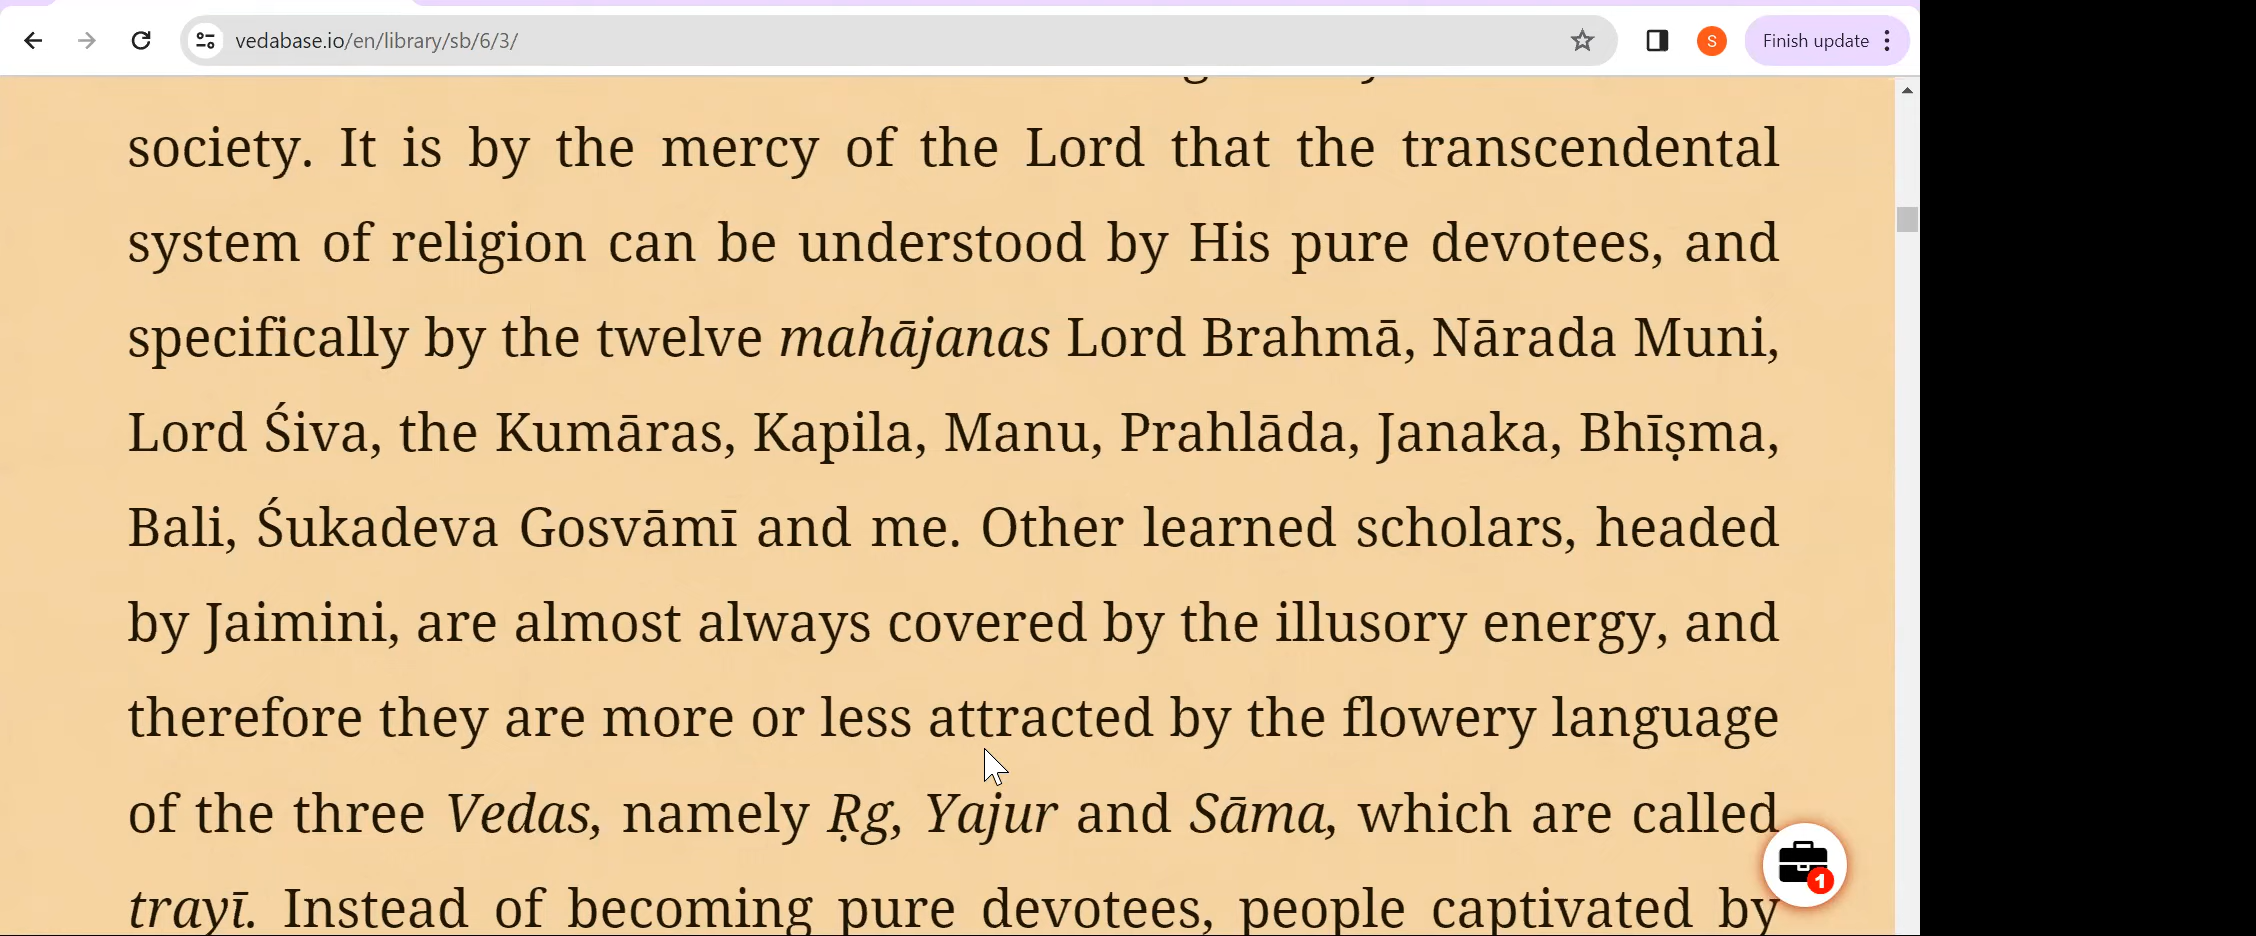 vedabase.io/en/library/sb/6/3/
S
Finish update
society. It is by the mercy of the Lord that the transcendental
system of religion can be understood by His pure devotees, and
specifically by the twelve mahājanas Lord Brahmā, Nārada Muni,
Lord Śiva, the Kumāras, Kapila, Manu, Prahlāda, Janaka, Bhīṣma,
Bali, Śukadeva Gosvāmī and me. Other learned scholars, headed
by Jaimini, are almost always covered by the illusory energy, and
therefore they are more or less attracted by the flowery language
of the three Vedas, namely Ṛg, Yajur and Sāma, which are called
trayī. Instead of becoming pure devotees, people captivated by
1